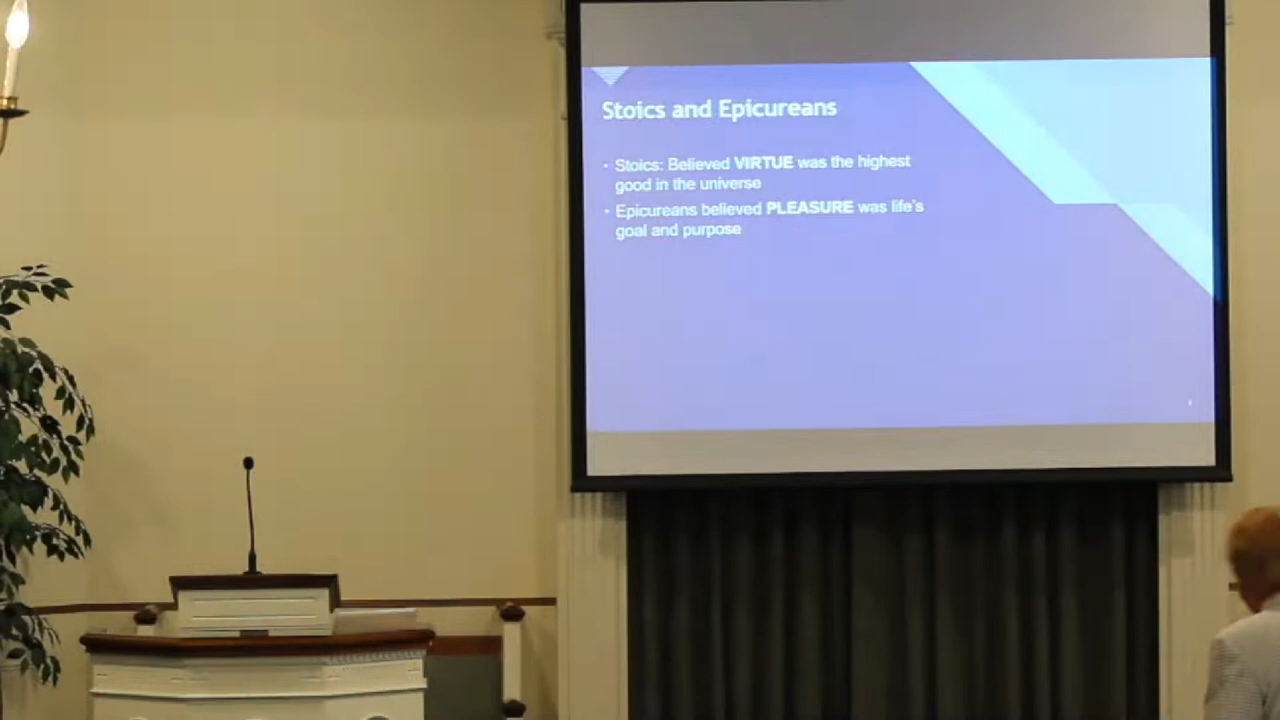 Stoics and Epicureans
• Stoics: Believed VIRTUE was the highest
good in the universe
• Epicureans believed PLEASURE was life's
goal and purpose